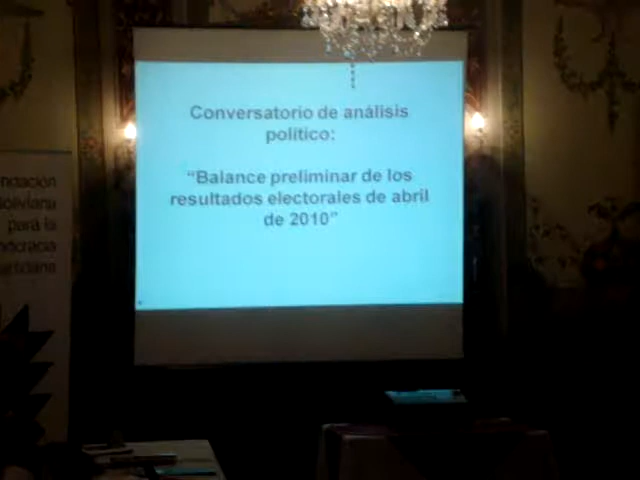 Conversatorio de análisis
político:
“Balance preliminar de los
resultados electorales de abril
de 2010”
ndación
oliviana
para la
mocracia
artidaria